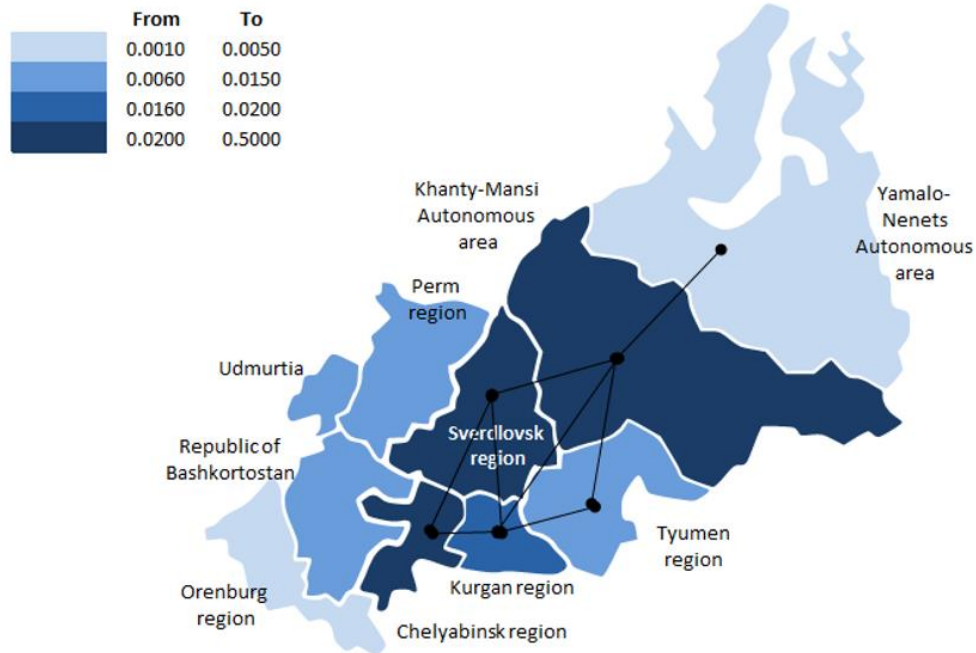 From To
0.0010 0.0050
0.0060 0.0150
0.0160 0.0200
0.0200 0.5000
Khanty-Mansi
Autonomous
area
Yamalo-
Nenets
Autonomous
area
Perm
region
Udmurtia
Sverdlovsk
region
Republic of
Bashkortostan
Tyumen
region
Kurgan region
Orenburg
region
Chelyabinsk region